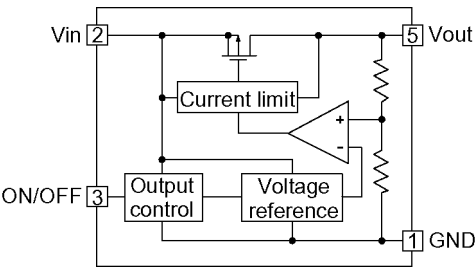 Vin 2
5 Vout
Current limit
+
-
ON/OFF 3
Output
control
Voltage
reference
1 GND